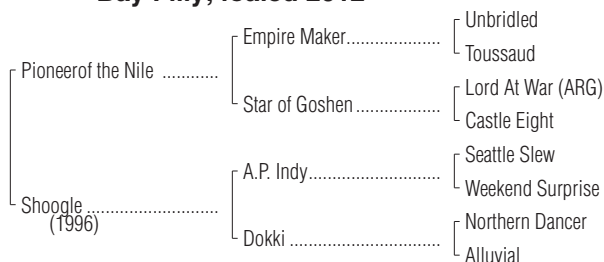 Bay Filly; foaled 2012
Unbridled
Empire Maker....................
Toussaud
Pioneerof the Nile ............
Lord At War (ARG)
Star of Goshen..................
Castle Eight
Seattle Slew
A.P. Indy............................
Weekend Surprise
Shoogle ............................
(1996)
Northern Dancer
Dokki ................................
Alluvial